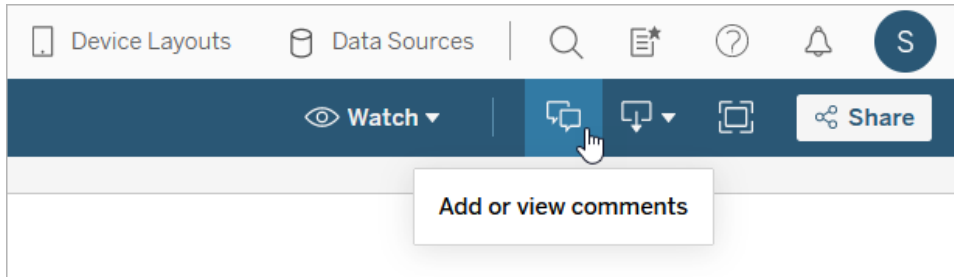 Device Layouts Data Sources S
Watch Share
Add or view comments